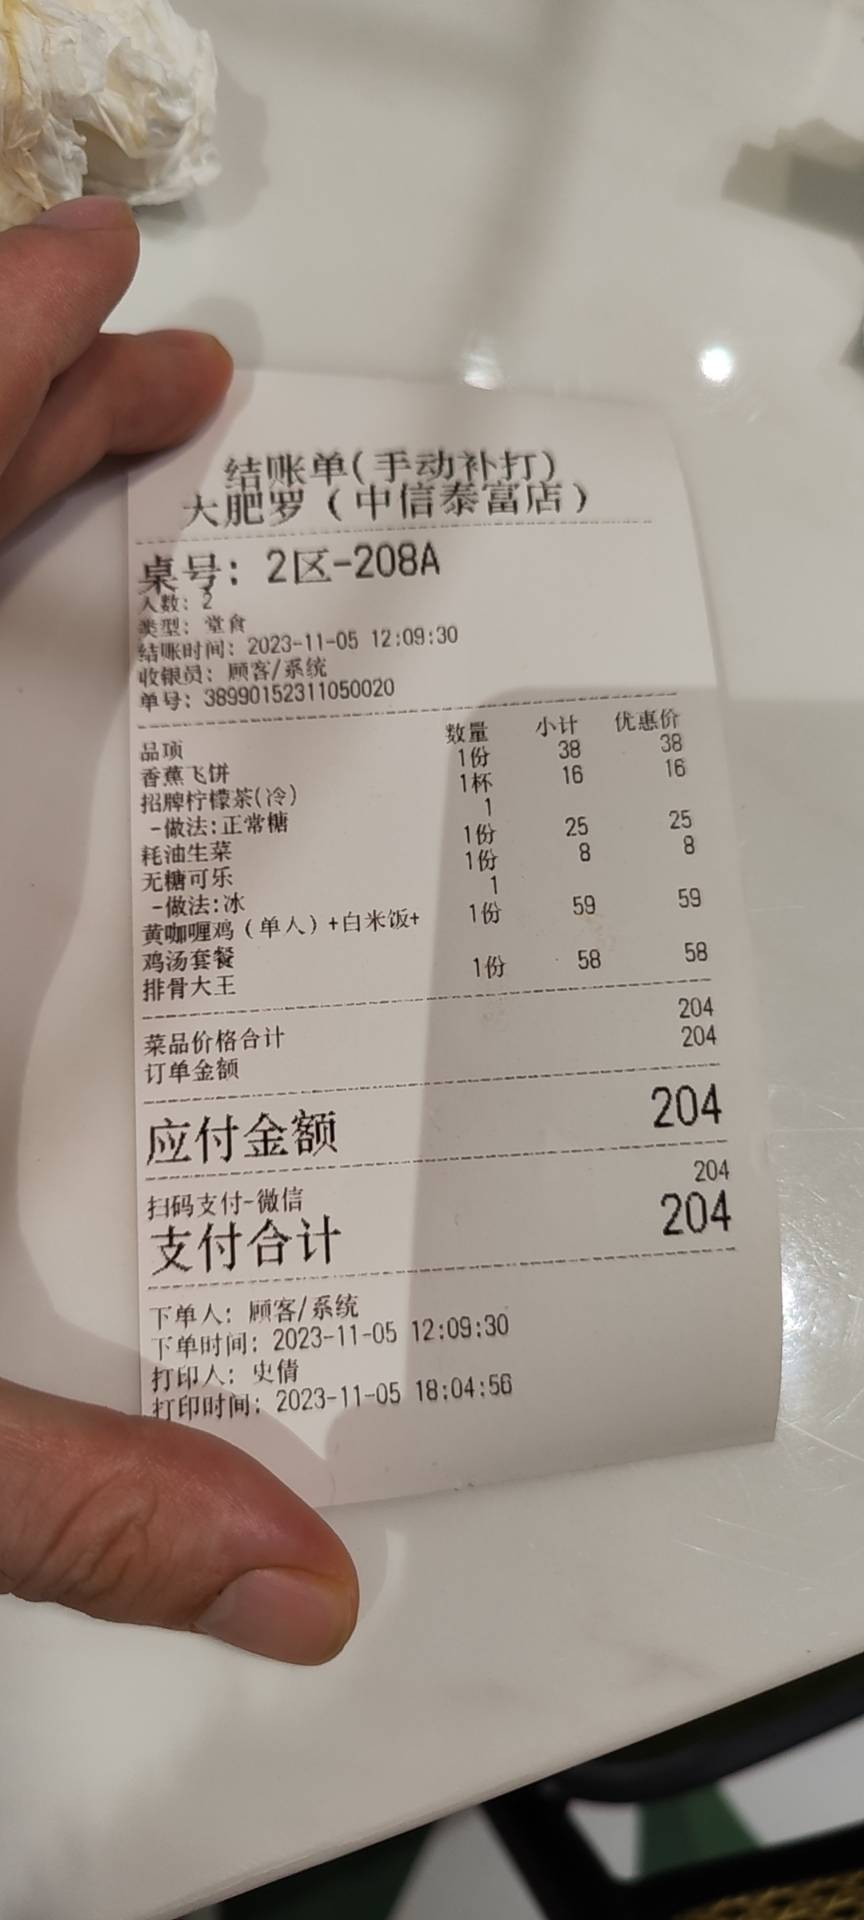 结账单(手动补打)
大肥罗（中信泰富店）
桌号: 2区-208A
人数: 2
类型: 堂食
结账时间: 2023-11-05 12:09:30
收银员: 顾客/系统
单号: 38990152311050020
品项 数量 小计 优惠价
香蕉飞饼 1份 38 38
招牌柠檬茶(冷) 1杯 16 16
-做法:正常糖 1
耗油生菜 1份 25 25
无糖可乐 1份 8 8
-做法:冰 1
黄咖喱鸡（单人）+白米饭+ 1份 59 59
鸡汤套餐
排骨大王 1份 58 58
菜品价格合计 204
订单金额 204
应付金额 204
扫码支付-微信 204
支付合计 204
下单人: 顾客/系统
下单时间: 2023-11-05 12:09:30
打印人: 史倩
打印时间: 2023-11-05 18:04:56